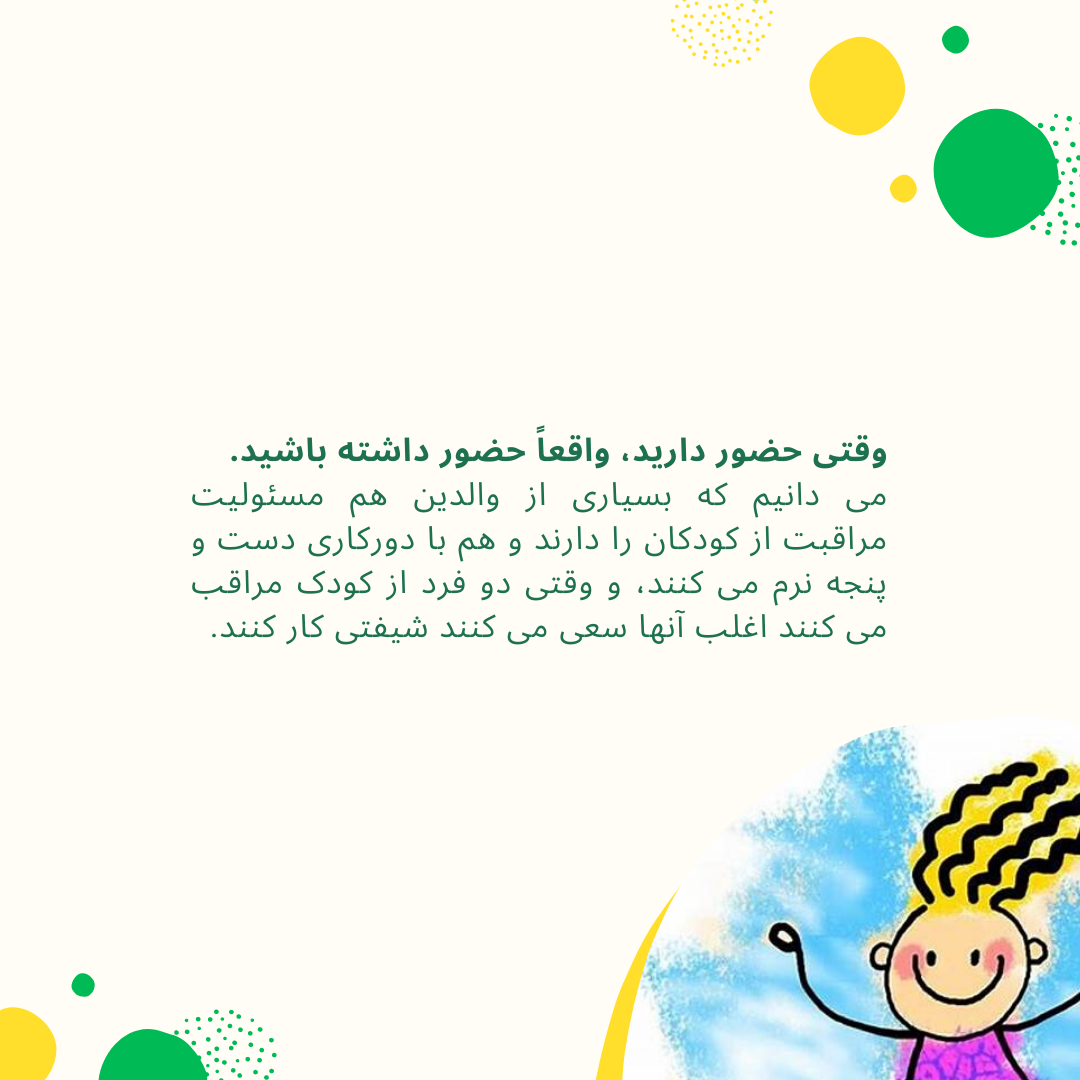 وقتی حضور دارید، واقعاً حضور داشته باشید.
می دانیم که بسیاری از والدین هم مسئولیت
مراقبت از کودکان را دارند و هم با دورکاری دست و
پنجه نرم می کنند، و وقتی دو فرد از کودک مراقب
می کنند اغلب آنها سعی می کنند شیفتی کار کنند.